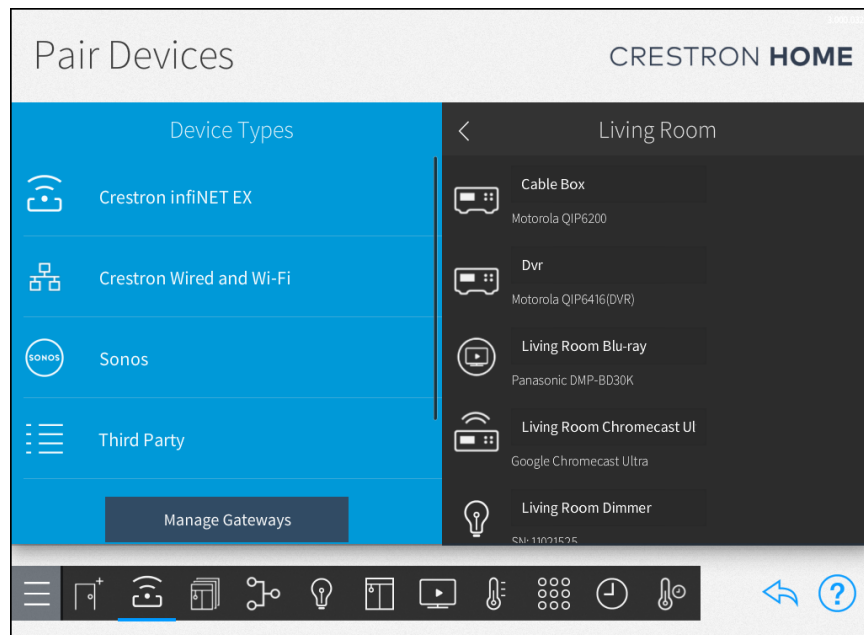 Pair Devices
CRESTRON HOME
Device Types
Crestron infiNET EX
Crestron Wired and Wi-Fi
SONOS
Sonos
Third Party
Manage Gateways
Living Room
Cable Box
Motorola QIP6200
Dvr
Motorola QIP6416(DVR)
Living Room Blu-ray
Panasonic DMP-BD30K
Living Room Chromecast Ul
Google Chromecast Ultra
Living Room Dimmer
SN: 11021525
?